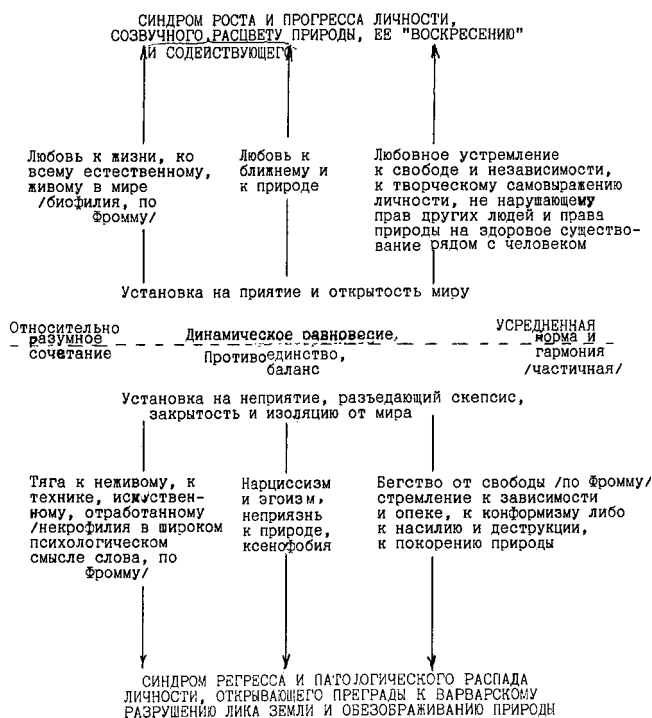 СИНДРОМ РОСТА И ПРОГРЕССА ЛИЧНОСТИ,
СОЗВУЧНОГО РАСЦВЕТУ ПРИРОДЫ, ЕЕ "ВОСКРЕСЕНИЮ"
И СОДЕЙСТВУЮЩЕГО
Любовь к жизни, ко
всему естественному,
живому в мире
/биофилия, по
Фромму/
Любовь к
ближнему и
к природе
Любовное устремление
к свободе и независимости,
к творческому самовыражению
личности, не нарушающему
прав других людей и права
природы на здоровое существо-
вание рядом с человеком
Установка на приятие и открытость миру
Относительно
разумное
сочетание
Динамическое равновесие,
Противоединство,
баланс
УСРЕДНЕННАЯ
норма и
гармония
/частичная/
Установка на неприятие, разъедающий скепсис,
закрытость и изоляцию от мира
Тяга к неживому, к
технике, искуствен-
ному, отработанному
/некрофилия в широком
психологическом
смысле слова, по
Фромму/
Нарциссизм
и эгоизм,
неприязнь
к природе,
ксенофобия
Бегство от свободы /по Фромму/
стремление к зависимости
и опеке, к конформизму либо
к насилию и деструкции,
к покорению природы
СИНДРОМ РЕГРЕССА И ПАТОЛОГИЧЕСКОГО РАСПАДА
ЛИЧНОСТИ, ОТКРЫВАЮЩЕГО ПРЕГРАДЫ К ВАРВАРСКОМУ
РАЗРУШЕНИЮ ЛИКА ЗЕМЛИ И ОБЕЗОБРАЖИВАНИЮ ПРИРОДЫ